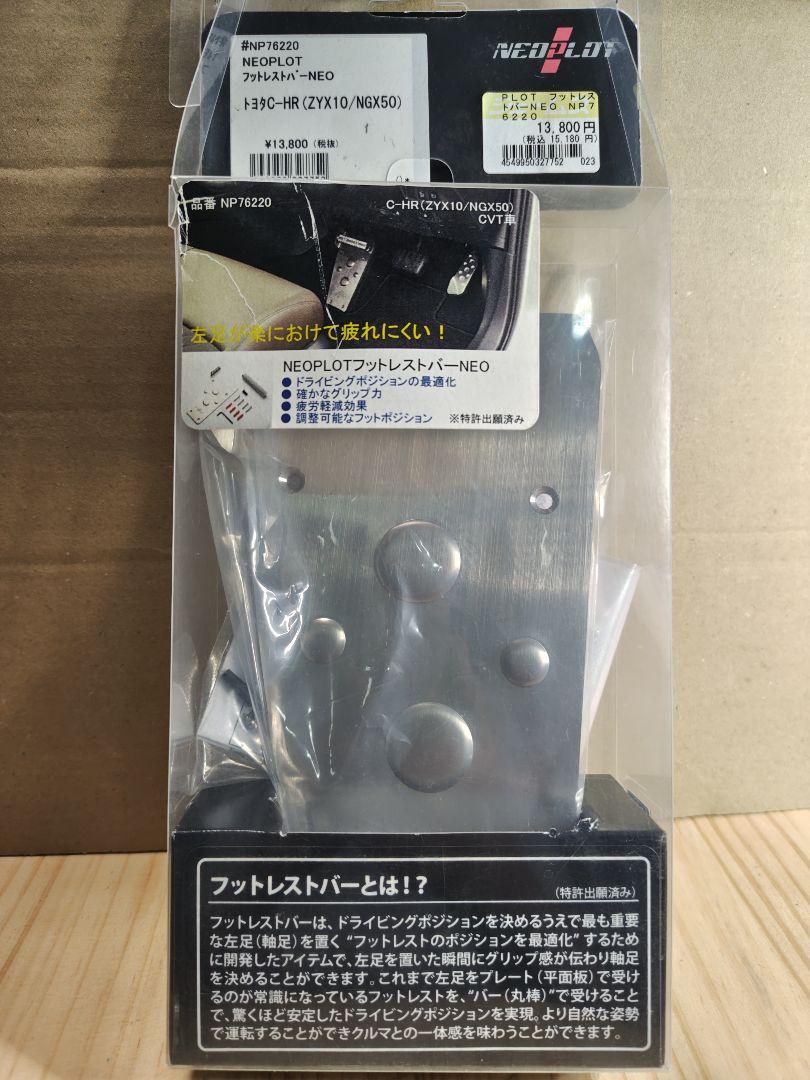 #NP76220
NEOPLOT
フットレストバーNEO
トヨタC-HR(ZYX10/NGX50)
¥13,800(税抜)
NEOPLOT
PLOT フットレス
トバーNEO NP7
6220
13,800円
(税込 15,180 円)
4549950327752 023
品番 NP76220
C-HR(ZYX10/NGX50)
CVT車
左足が楽におけて疲れにくい！
NEOPLOTフットレストバーNEO
● ドライビングポジションの最適化
● 確かなグリップ力
● 疲労軽減効果
● 調整可能なフットポジション ※特許出願済み
フットレストバーとは！？ (特許出願済み)
フットレストバーは、ドライビングポジションを決めるうえで最も重要
な左足(軸足)を置く “フットレストのポジションを最適化” するため
に開発したアイテムで、左足を置いた瞬間にグリップ感が伝わり軸足
を決めることができます。これまで左足をプレート(平面板)で受け
るのが常識になっているフットレストを、“バー(丸棒)”で受けること
で、驚くほど安定したドライビングポジションを実現。より自然な姿勢
で運転することができクルマとの一体感を味わうことができます。